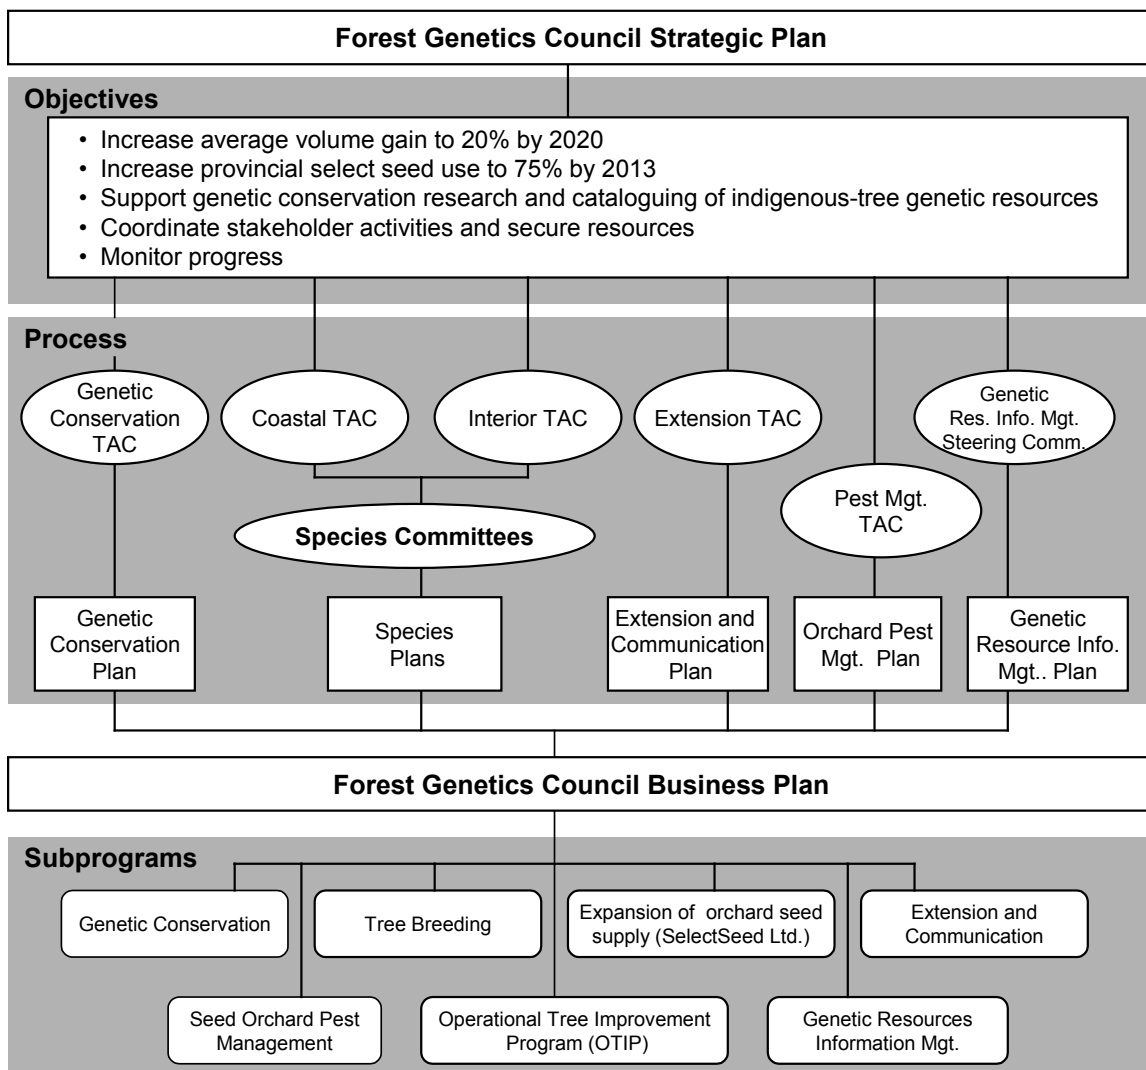 Forest Genetics Council Strategic Plan
Objectives
• Increase average volume gain to 20% by 2020
• Increase provincial select seed use to 75% by 2013
• Support genetic conservation research and cataloguing of indigenous-tree genetic resources
• Coordinate stakeholder activities and secure resources
• Monitor progress
Process
Genetic
Conservation
TAC
Coastal TAC
Interior TAC
Extension TAC
Genetic
Res. Info. Mgt.
Steering Comm.
Pest Mgt.
TAC
Species Committees
Genetic
Conservation
Plan
Species
Plans
Extension and
Communication
Plan
Orchard Pest
Mgt. Plan
Genetic
Resource Info.
Mgt.. Plan
Forest Genetics Council Business Plan
Subprograms
Genetic Conservation
Tree Breeding
Expansion of orchard seed
supply (SelectSeed Ltd.)
Extension and
Communication
Seed Orchard Pest
Management
Operational Tree Improvement
Program (OTIP)
Genetic Resources
Information Mgt.